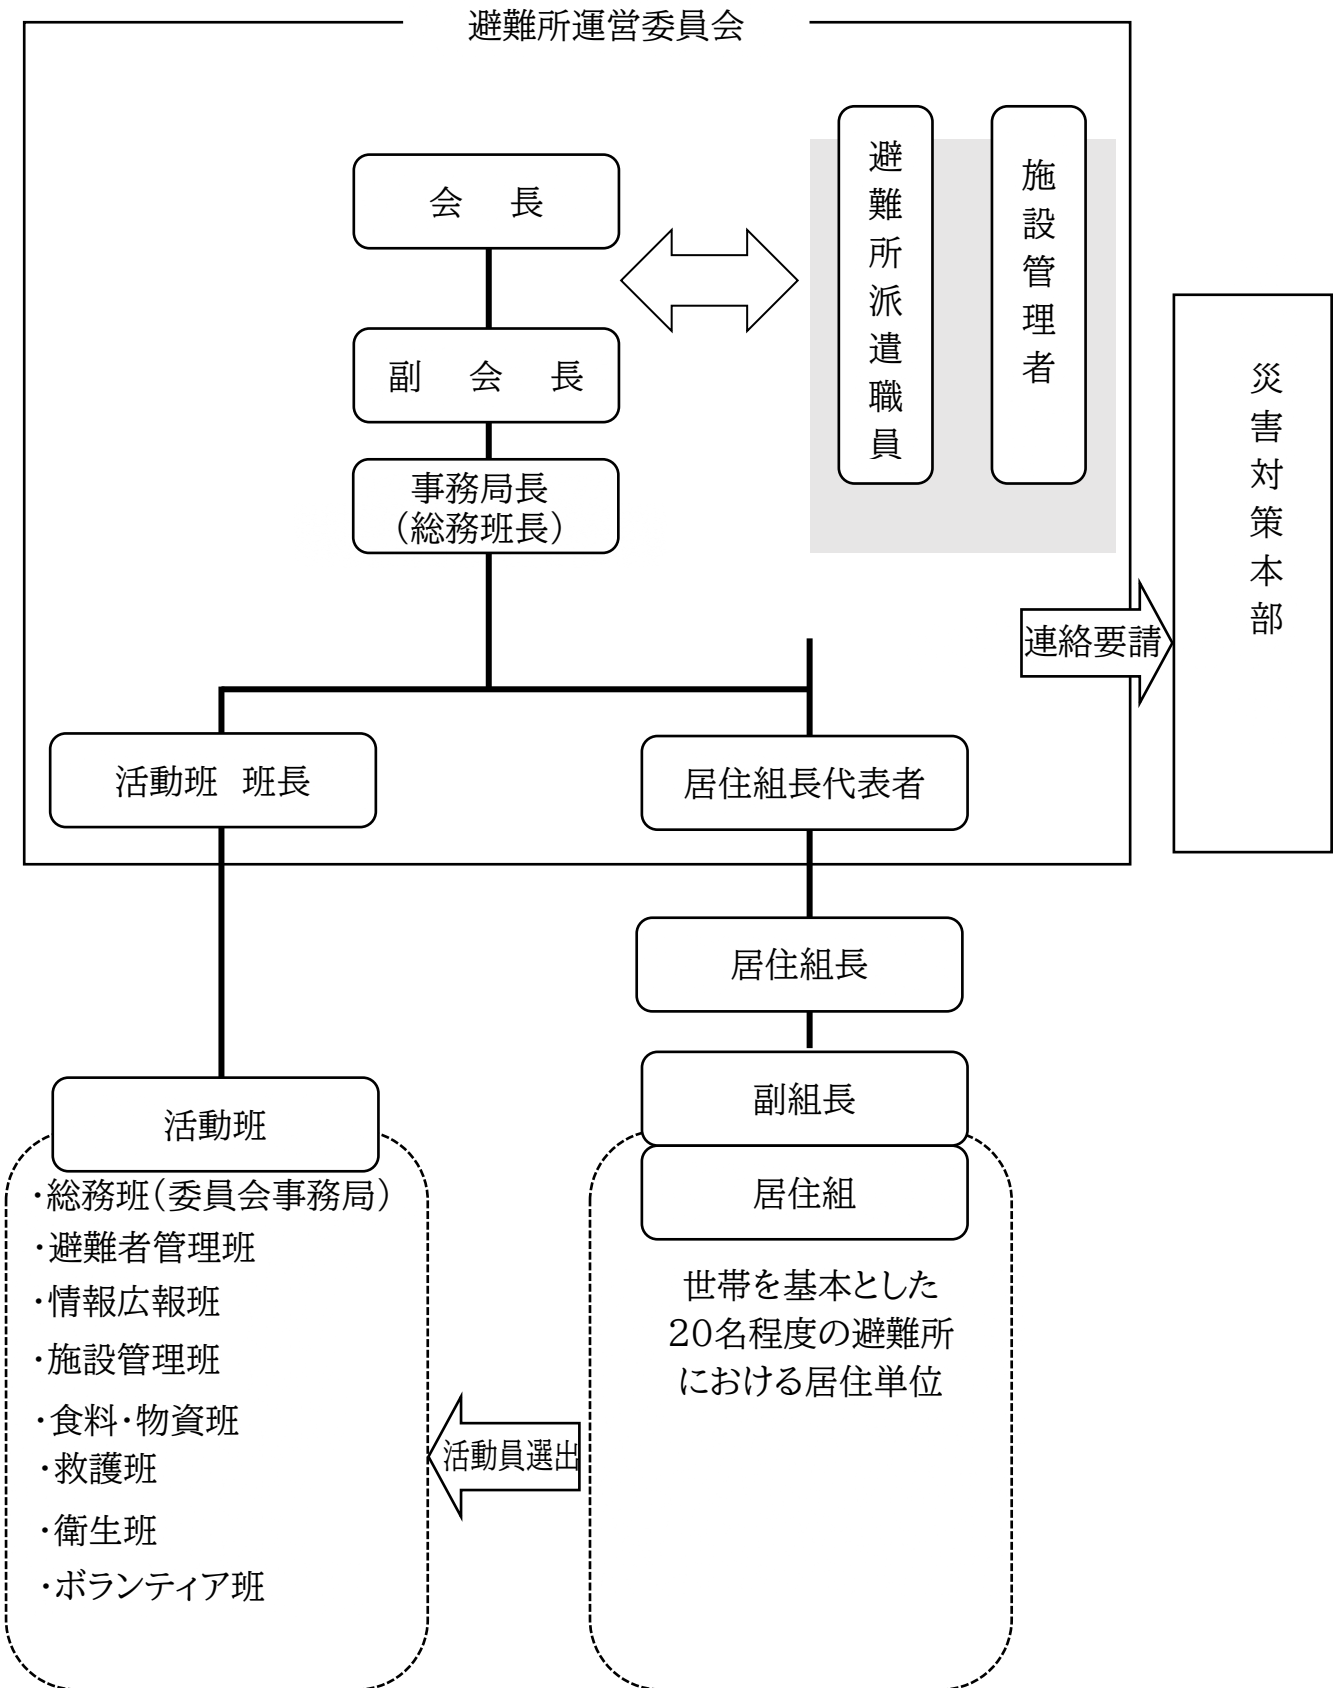 避難所運営委員会
会　長
副　会　長
事務局長
（総務班長）
避難所派遣職員
施設管理者
災害対策本部
連絡要請
活動班　班長
居住組長代表者
居住組長
副組長
居住組
世帯を基本とした
20名程度の避難所
における居住単位
活動班
・総務班（委員会事務局）
・避難者管理班
・情報広報班
・施設管理班
・食料・物資班
・救護班
・衛生班
・ボランティア班
活動員選出